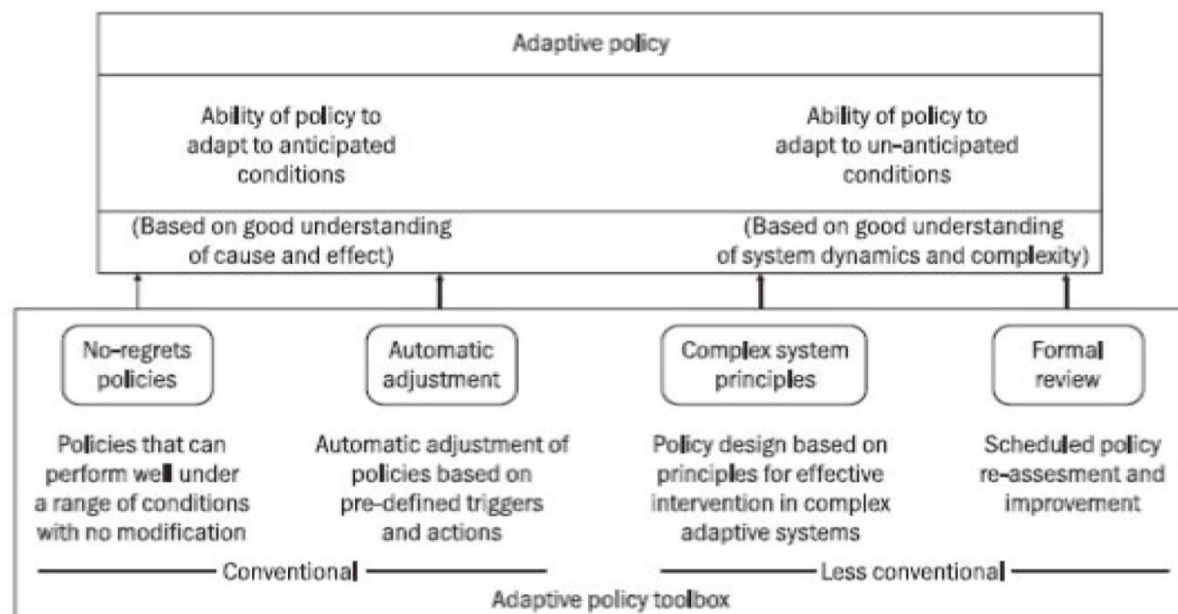 Adaptive policy
Ability of policy to
adapt to anticipated
conditions
Ability of policy to
adapt to un-anticipated
conditions
(Based on good understanding
of cause and effect)
(Based on good understanding
of system dynamics and complexity)
No-regrets
policies
Automatic
adjustment
Complex system
principles
Formal
review
Policies that can
perform well under
a range of conditions
with no modification
Automatic adjustment of
policies based on
pre-defined triggers
and actions
Policy design based on
principles for effective
intervention in complex
adaptive systems
Scheduled policy
re-assesment and
improvement
Conventional
Less conventional
Adaptive policy toolbox